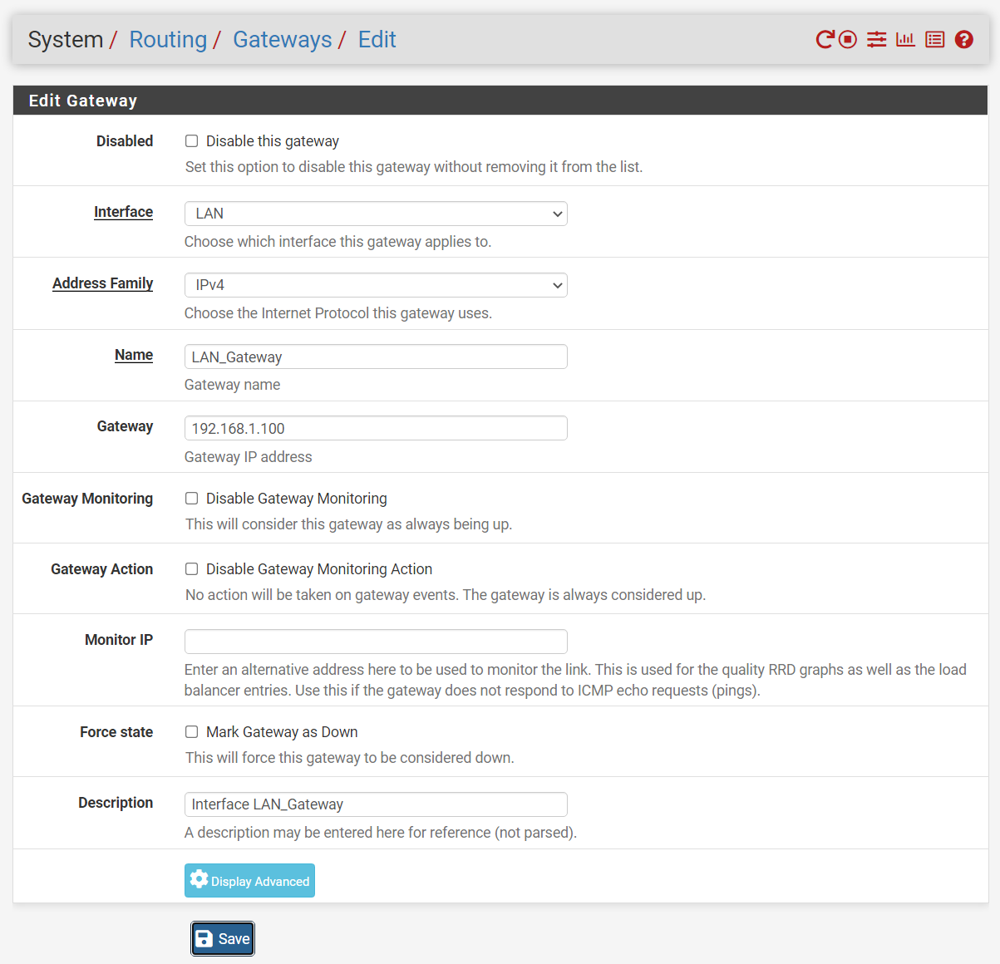 System / Routing / Gateways / Edit
Edit Gateway
Disabled
Disable this gateway
Set this option to disable this gateway without removing it from the list.
Interface
LAN
Choose which interface this gateway applies to.
Address Family
IPv4
Choose the Internet Protocol this gateway uses.
Name
LAN_Gateway
Gateway name
Gateway
192.168.1.100
Gateway IP address
Gateway Monitoring
Disable Gateway Monitoring
This will consider this gateway as always being up.
Gateway Action
Disable Gateway Monitoring Action
No action will be taken on gateway events. The gateway is always considered up.
Monitor IP
Enter an alternative address here to be used to monitor the link. This is used for the quality RRD graphs as well as the load
balancer entries. Use this if the gateway does not respond to ICMP echo requests (pings).
Force state
Mark Gateway as Down
This will force this gateway to be considered down.
Description
Interface LAN_Gateway
A description may be entered here for reference (not parsed).
Display Advanced
Save